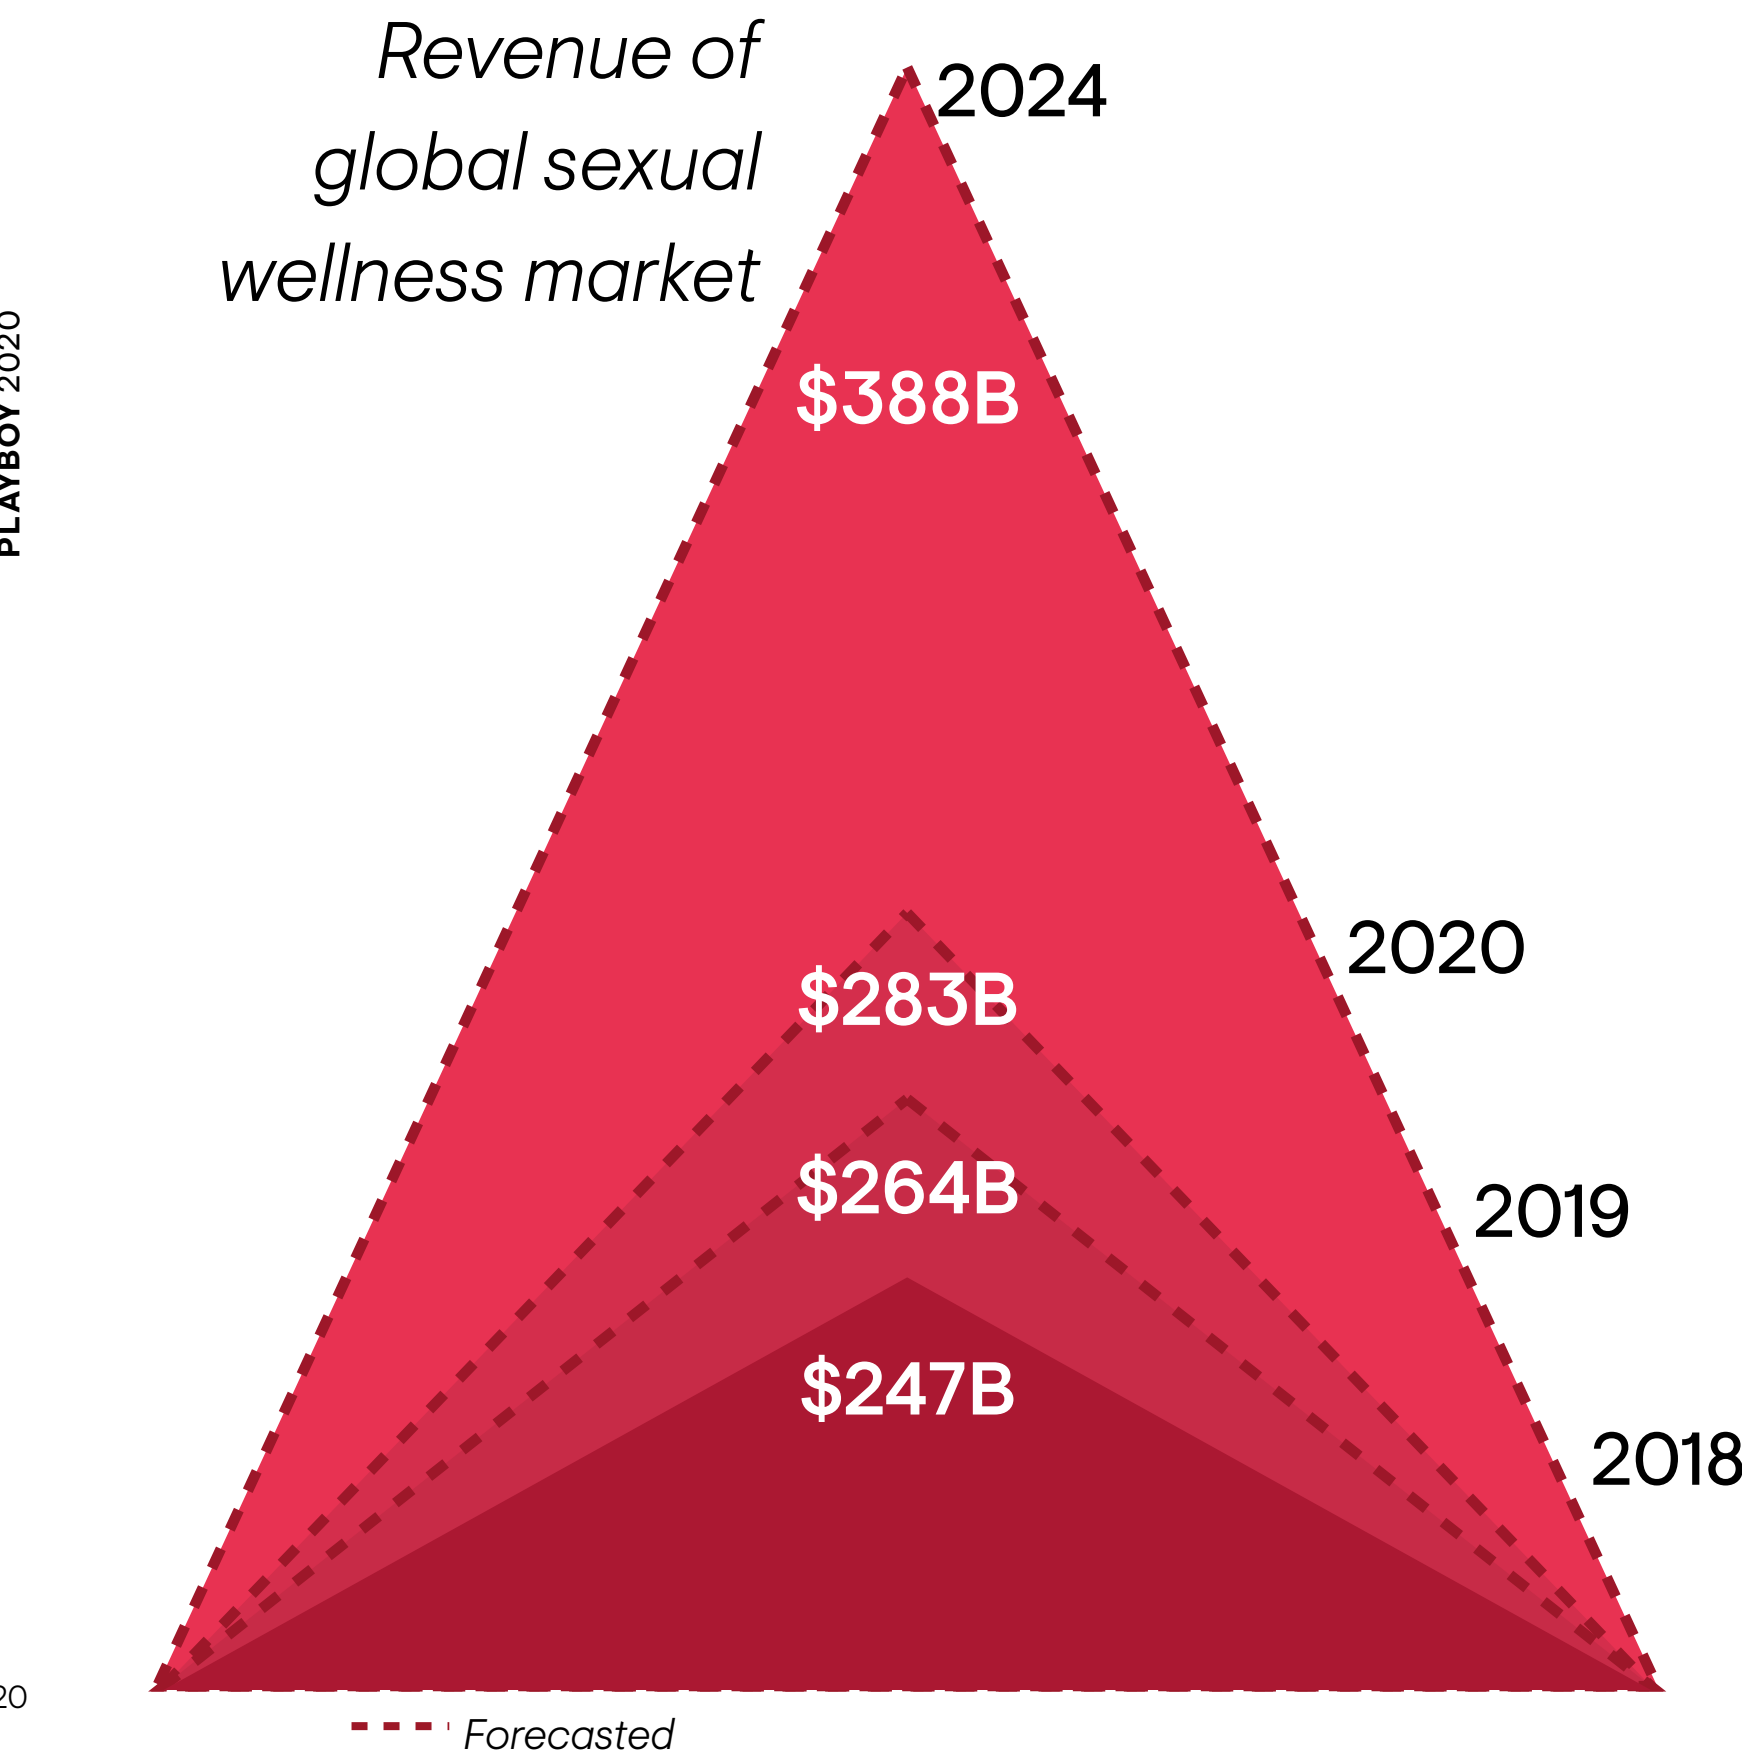 Revenue of
global sexual
wellness market
2024
$388B
PLAYBOY 2020
2020
$283B
2019
$264B
2018
$247B
20
Forecasted